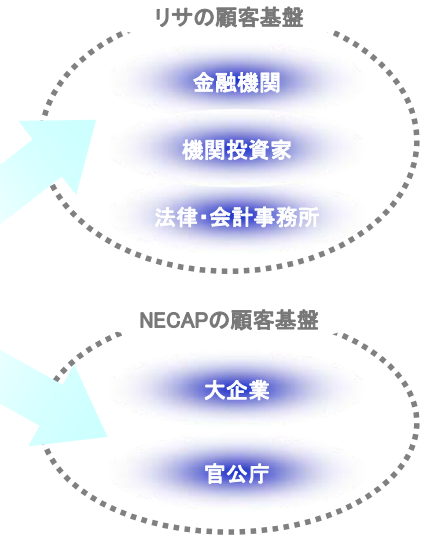 リサの顧客基盤
金融機関
機関投資家
法律・会計事務所
NECAPの顧客基盤
大企業
官公庁